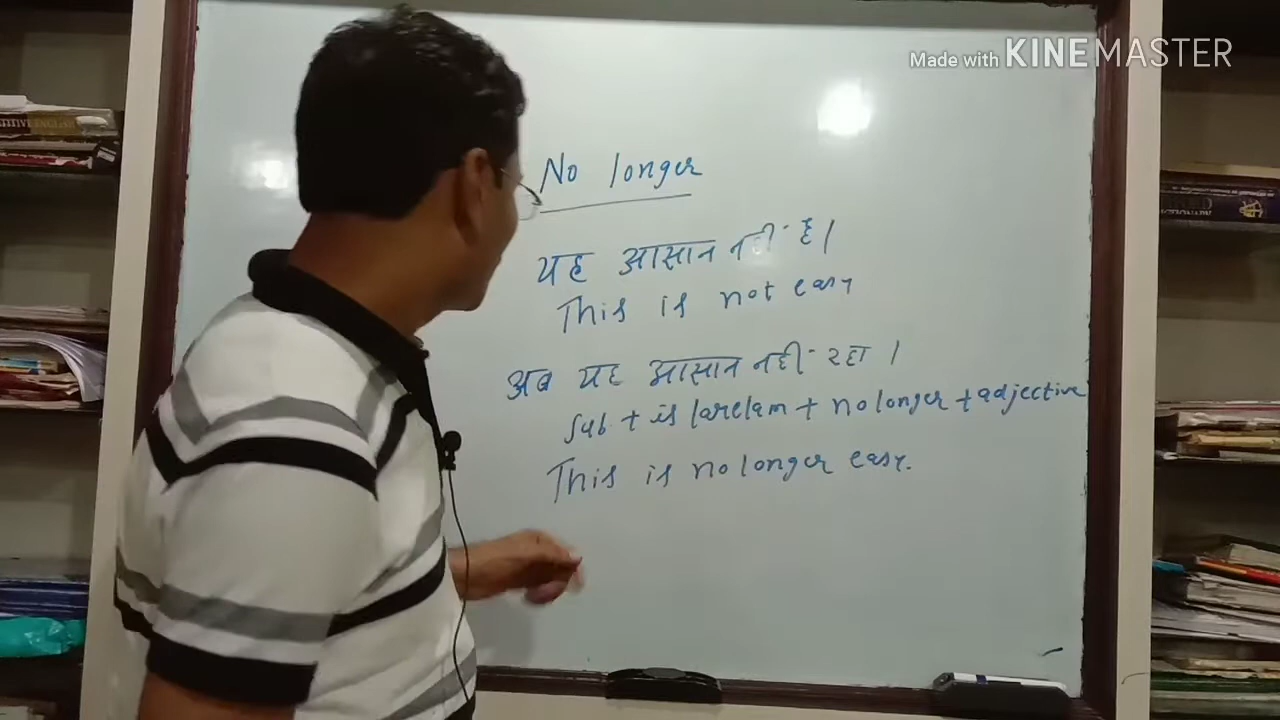 Made with KINEMASTER
No longer
यह आसान नहीं है।
This is not easy
अब यह आसान नहीं रहा।
Sub + is/are/am + no longer + adjective
This is no longer easy.